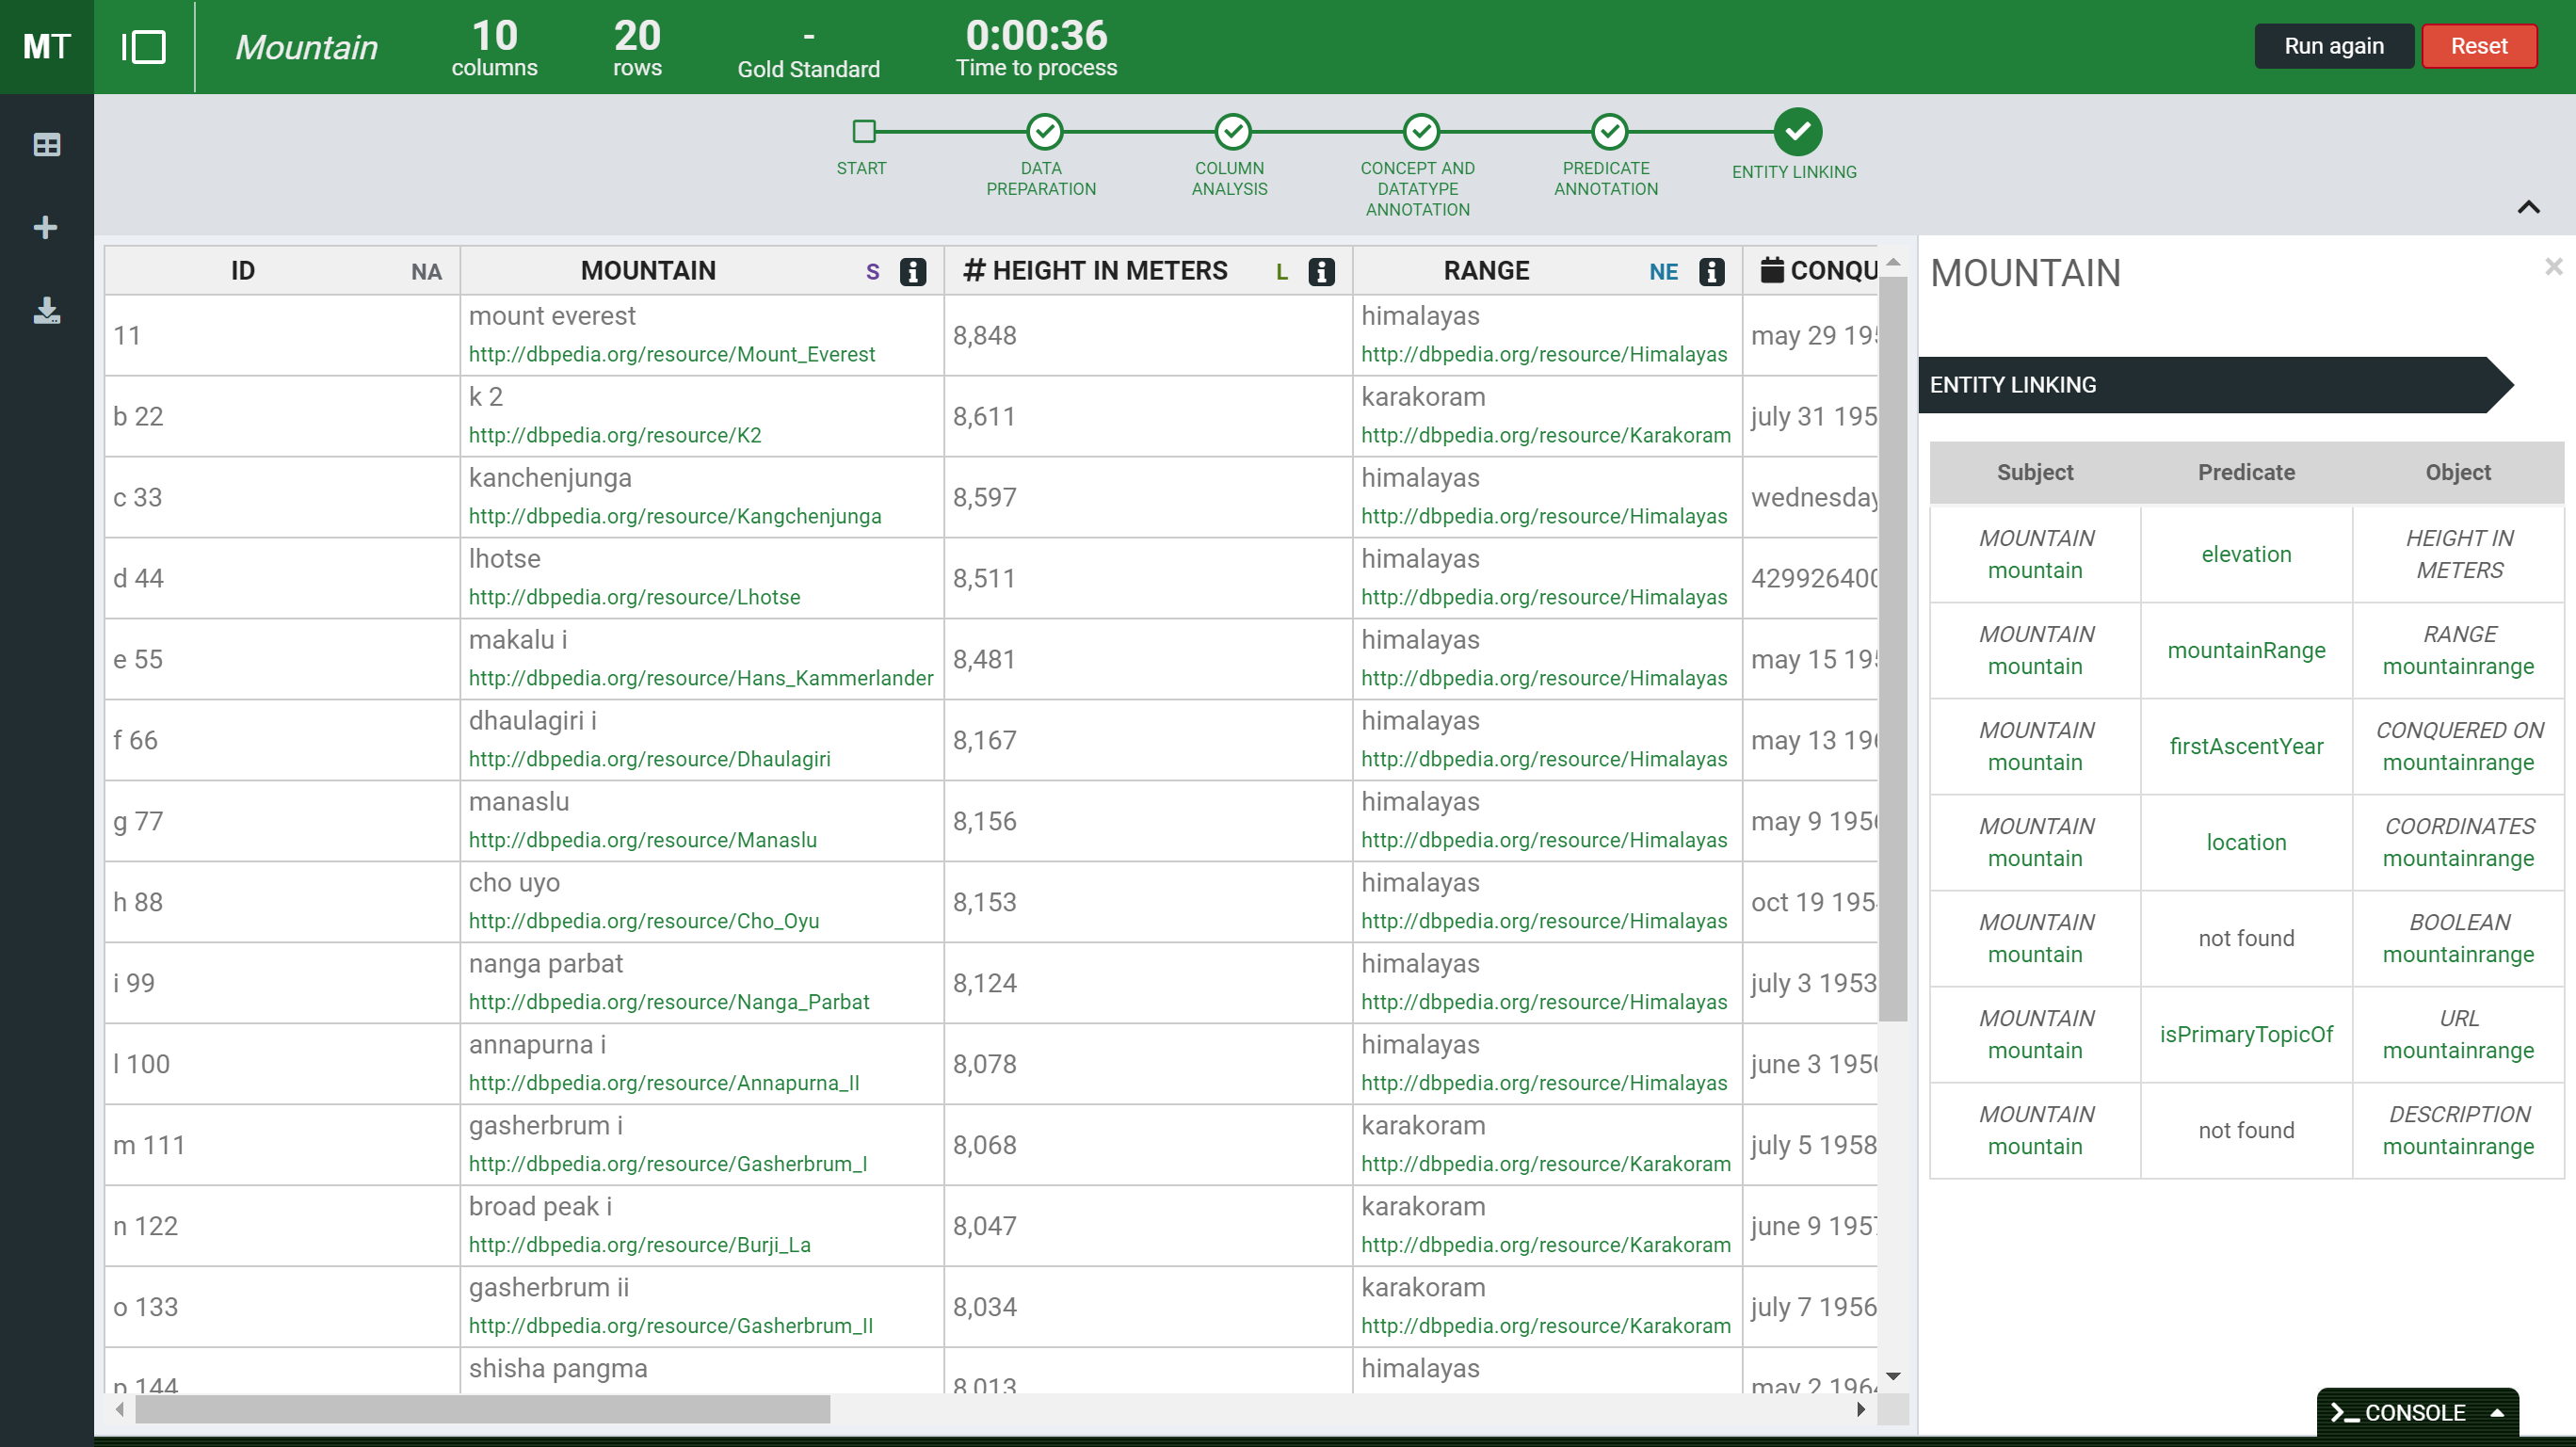 MT
Mountain
10
columns
20
rows
-
Gold Standard
0:00:36
Time to process
Run again
Reset
START
DATA
PREPARATION
COLUMN
ANALYSIS
CONCEPT AND
DATATYPE
ANNOTATION
PREDICATE
ANNOTATION
ENTITY LINKING
ID NA MOUNTAIN S # HEIGHT IN METERS L RANGE NE CONQU
11
mount everest
http://dbpedia.org/resource/Mount_Everest
8,848
himalayas
http://dbpedia.org/resource/Himalayas
may 29 195
b 22
k 2
http://dbpedia.org/resource/K2
8,611
karakoram
http://dbpedia.org/resource/Karakoram
july 31 195
c 33
kanchenjunga
http://dbpedia.org/resource/Kangchenjunga
8,597
himalayas
http://dbpedia.org/resource/Himalayas
wednesday
d 44
lhotse
http://dbpedia.org/resource/Lhotse
8,511
himalayas
http://dbpedia.org/resource/Himalayas
429926400
e 55
makalu i
http://dbpedia.org/resource/Hans_Kammerlander
8,481
himalayas
http://dbpedia.org/resource/Himalayas
may 15 195
f 66
dhaulagiri i
http://dbpedia.org/resource/Dhaulagiri
8,167
himalayas
http://dbpedia.org/resource/Himalayas
may 13 196
g 77
manaslu
http://dbpedia.org/resource/Manaslu
8,156
himalayas
http://dbpedia.org/resource/Himalayas
may 9 1956
h 88
cho uyo
http://dbpedia.org/resource/Cho_Oyu
8,153
himalayas
http://dbpedia.org/resource/Himalayas
oct 19 195
i 99
nanga parbat
http://dbpedia.org/resource/Nanga_Parbat
8,124
himalayas
http://dbpedia.org/resource/Himalayas
july 3 1953
l 100
annapurna i
http://dbpedia.org/resource/Annapurna_II
8,078
himalayas
http://dbpedia.org/resource/Himalayas
june 3 1950
m 111
gasherbrum i
http://dbpedia.org/resource/Gasherbrum_I
8,068
karakoram
http://dbpedia.org/resource/Karakoram
july 5 1958
n 122
broad peak i
http://dbpedia.org/resource/Burji_La
8,047
karakoram
http://dbpedia.org/resource/Karakoram
june 9 1957
o 133
gasherbrum ii
http://dbpedia.org/resource/Gasherbrum_II
8,034
karakoram
http://dbpedia.org/resource/Karakoram
july 7 1956
p 144
shisha pangma
8,013
himalayas
may 2 1964
MOUNTAIN
×
ENTITY LINKING
Subject Predicate Object
MOUNTAIN
mountain
elevation
HEIGHT IN
METERS
MOUNTAIN
mountain
mountainRange
RANGE
mountainrange
MOUNTAIN
mountain
firstAscentYear
CONQUERED ON
mountainrange
MOUNTAIN
mountain
location
COORDINATES
mountainrange
MOUNTAIN
mountain
not found
BOOLEAN
mountainrange
MOUNTAIN
mountain
isPrimaryTopicOf
URL
mountainrange
MOUNTAIN
mountain
not found
DESCRIPTION
mountainrange
CONSOLE